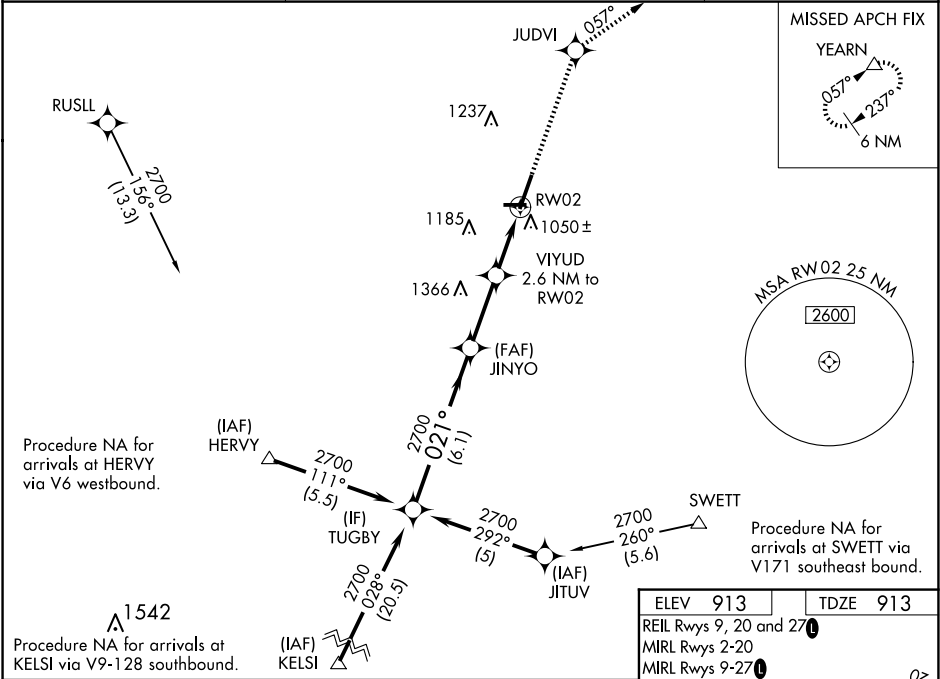 MISSED APCH FIX
YEARN
057°
237°
6 NM
JUDVI
057°
RUSLL
2700
156°
(13.3)
1237
RW02
1185
1050 ±
VIYUD
2.6 NM to
RW02
1366
MSA RW 02 25 NM
2600
(FAF)
JINYO
2700
021°
(6.1)
(IAF)
HERVY
2700
111°
(5.5)
Procedure NA for
arrivals at HERVY
via V6 westbound.
(IF)
TUGBY
2700
292°
(5)
SWETT
2700
260°
(5.6)
(IAF)
JITUV
Procedure NA for
arrivals at SWETT via
V171 southeast bound.
2700
028°
(20.5)
(IAF)
KELSI
1542
Procedure NA for arrivals at
KELSI via V9-128 southbound.
ELEV 913
TDZE 913
REIL Rwys 9, 20 and 27 L
MIRL Rwys 2-20
MIRL Rwys 9-27 L